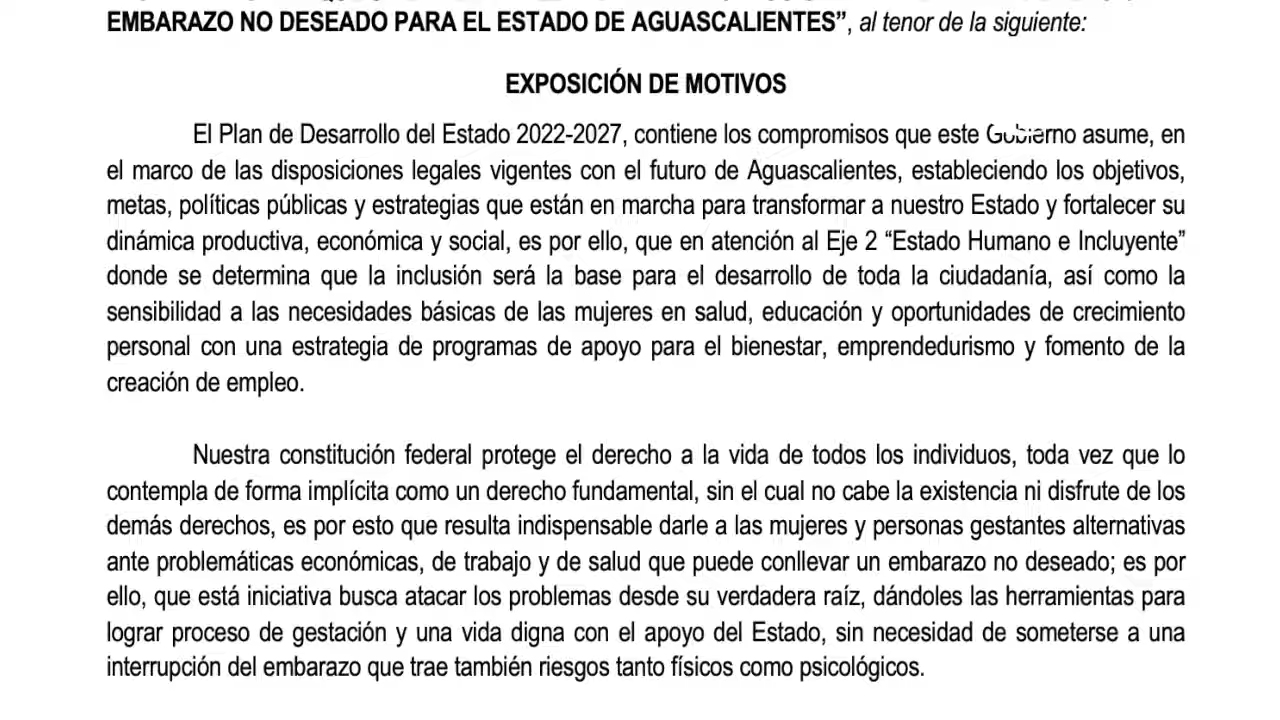 EMBARAZO NO DESEADO PARA EL ESTADO DE AGUASCALIENTES”, al tenor de la siguiente:
EXPOSICIÓN DE MOTIVOS
El Plan de Desarrollo del Estado 2022-2027, contiene los compromisos que este Gobierno asume, en
el marco de las disposiciones legales vigentes con el futuro de Aguascalientes, estableciendo los objetivos,
metas, políticas públicas y estrategias que están en marcha para transformar a nuestro Estado y fortalecer su
dinámica productiva, económica y social, es por ello, que en atención al Eje 2 “Estado Humano e Incluyente”
donde se determina que la inclusión será la base para el desarrollo de toda la ciudadanía, así como la
sensibilidad a las necesidades básicas de las mujeres en salud, educación y oportunidades de crecimiento
personal con una estrategia de programas de apoyo para el bienestar, emprendedurismo y fomento de la
creación de empleo.
Nuestra constitución federal protege el derecho a la vida de todos los individuos, toda vez que lo
contempla de forma implícita como un derecho fundamental, sin el cual no cabe la existencia ni disfrute de los
demás derechos, es por esto que resulta indispensable darle a las mujeres y personas gestantes alternativas
ante problemáticas económicas, de trabajo y de salud que puede conllevar un embarazo no deseado; es por
ello, que está iniciativa busca atacar los problemas desde su verdadera raíz, dándoles las herramientas para
lograr proceso de gestación y una vida digna con el apoyo del Estado, sin necesidad de someterse a una
interrupción del embarazo que trae también riesgos tanto físicos como psicológicos.